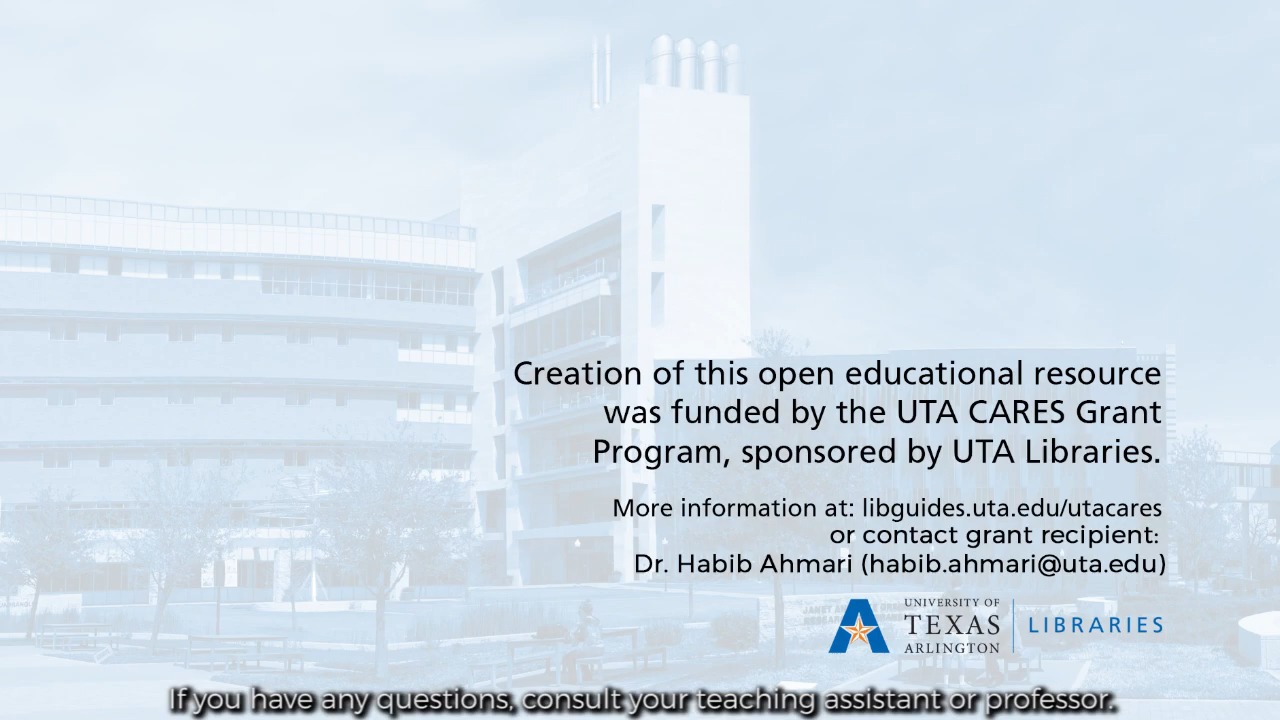 Creation of this open educational resource
was funded by the UTA CARES Grant
Program, sponsored by UTA Libraries.
More information at: libguides.uta.edu/utacares
or contact grant recipient:
Dr. Habib Ahmari (habib.ahmari@uta.edu)
UNIVERSITY OF
TEXAS
ARLINGTON
LIBRARIES
If you have any questions, consult your teaching assistant or professor.